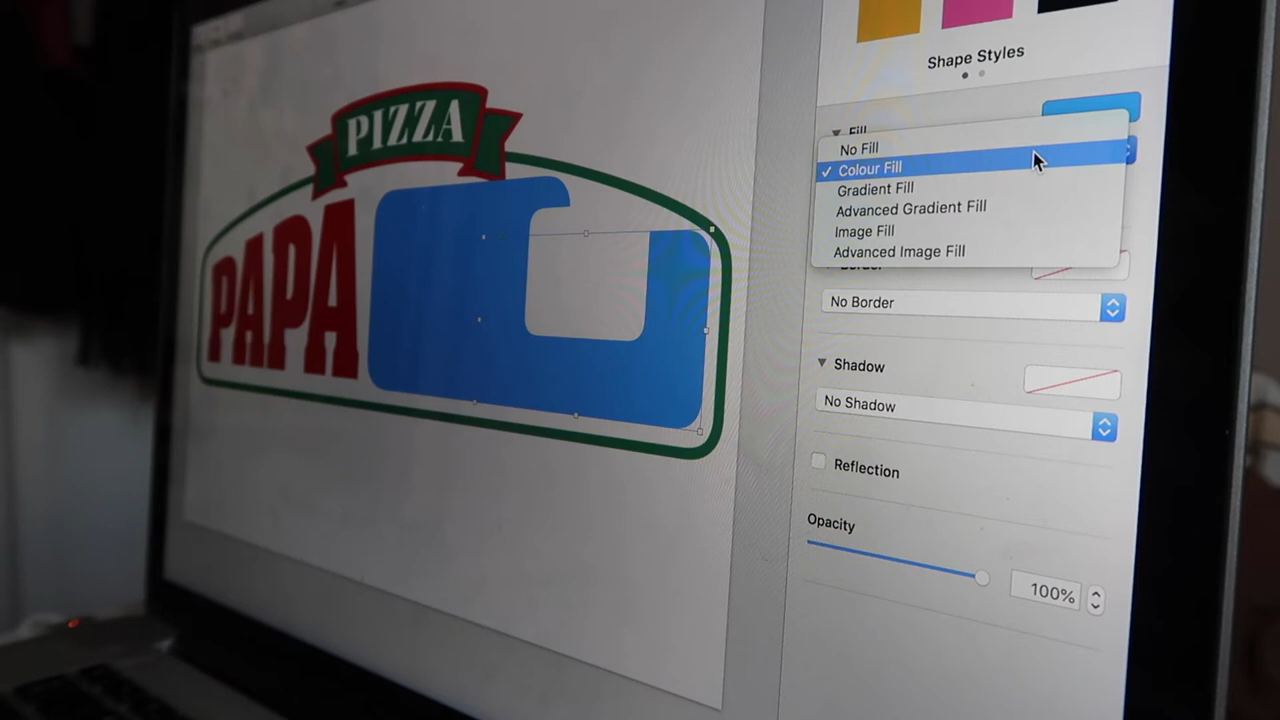 PIZZA
PAPA
Shape Styles
Fill
No Fill
✓ Colour Fill
Gradient Fill
Advanced Gradient Fill
Image Fill
Advanced Image Fill
Border
No Border
Shadow
No Shadow
Reflection
Opacity
100%